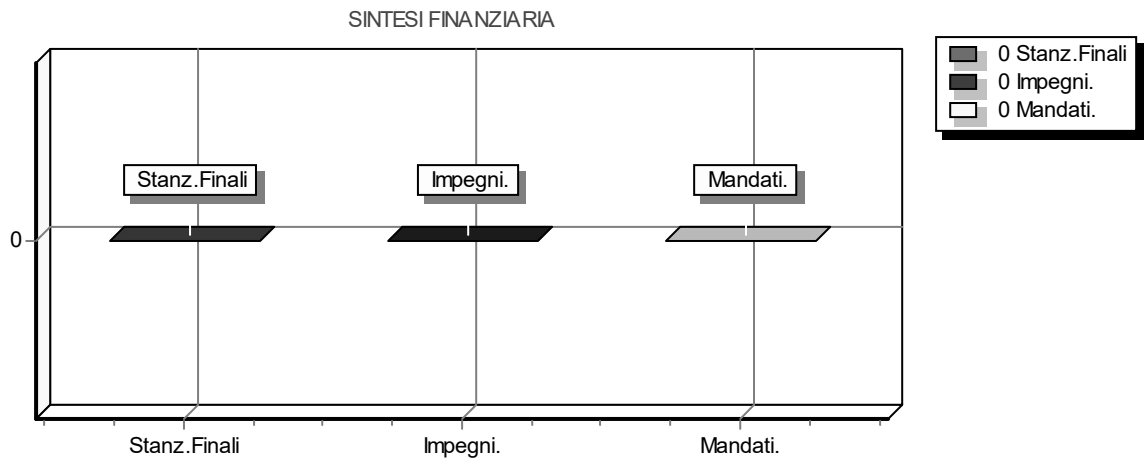 SINTESI FINANZIARIA
0 Stanz.Finali
0 Impegni.
0 Mandati.
Stanz.Finali
Impegni.
Mandati.
0
Stanz.Finali
Impegni.
Mandati.